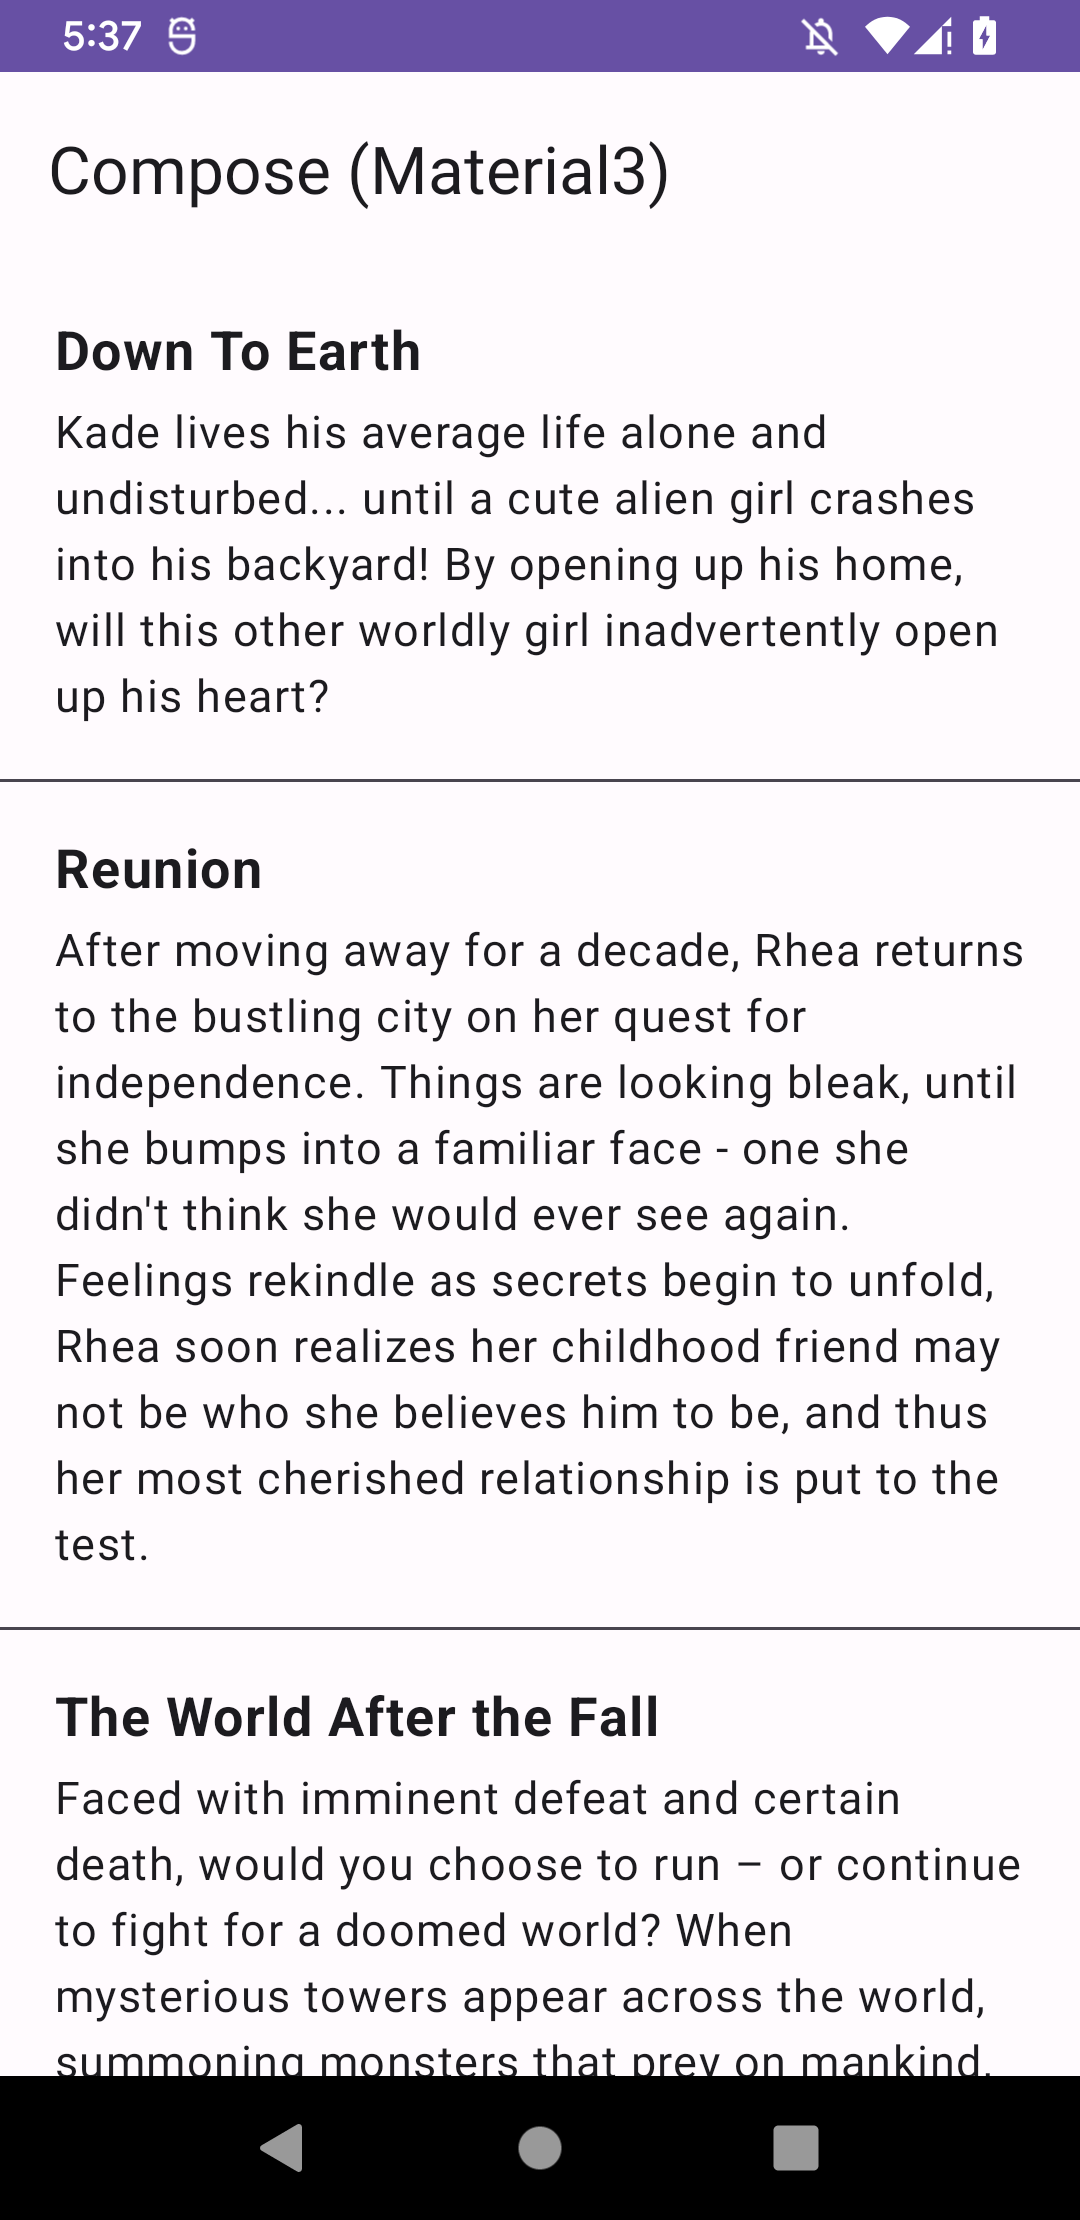 5:37
Compose (Material3)
Down To Earth
Kade lives his average life alone and
undisturbed... until a cute alien girl crashes
into his backyard! By opening up his home,
will this other worldly girl inadvertently open
up his heart?
Reunion
After moving away for a decade, Rhea returns
to the bustling city on her quest for
independence. Things are looking bleak, until
she bumps into a familiar face - one she
didn't think she would ever see again.
Feelings rekindle as secrets begin to unfold,
Rhea soon realizes her childhood friend may
not be who she believes him to be, and thus
her most cherished relationship is put to the
test.
The World After the Fall
Faced with imminent defeat and certain
death, would you choose to run – or continue
to fight for a doomed world? When
mysterious towers appear across the world,
summoning monsters that prey on mankind,